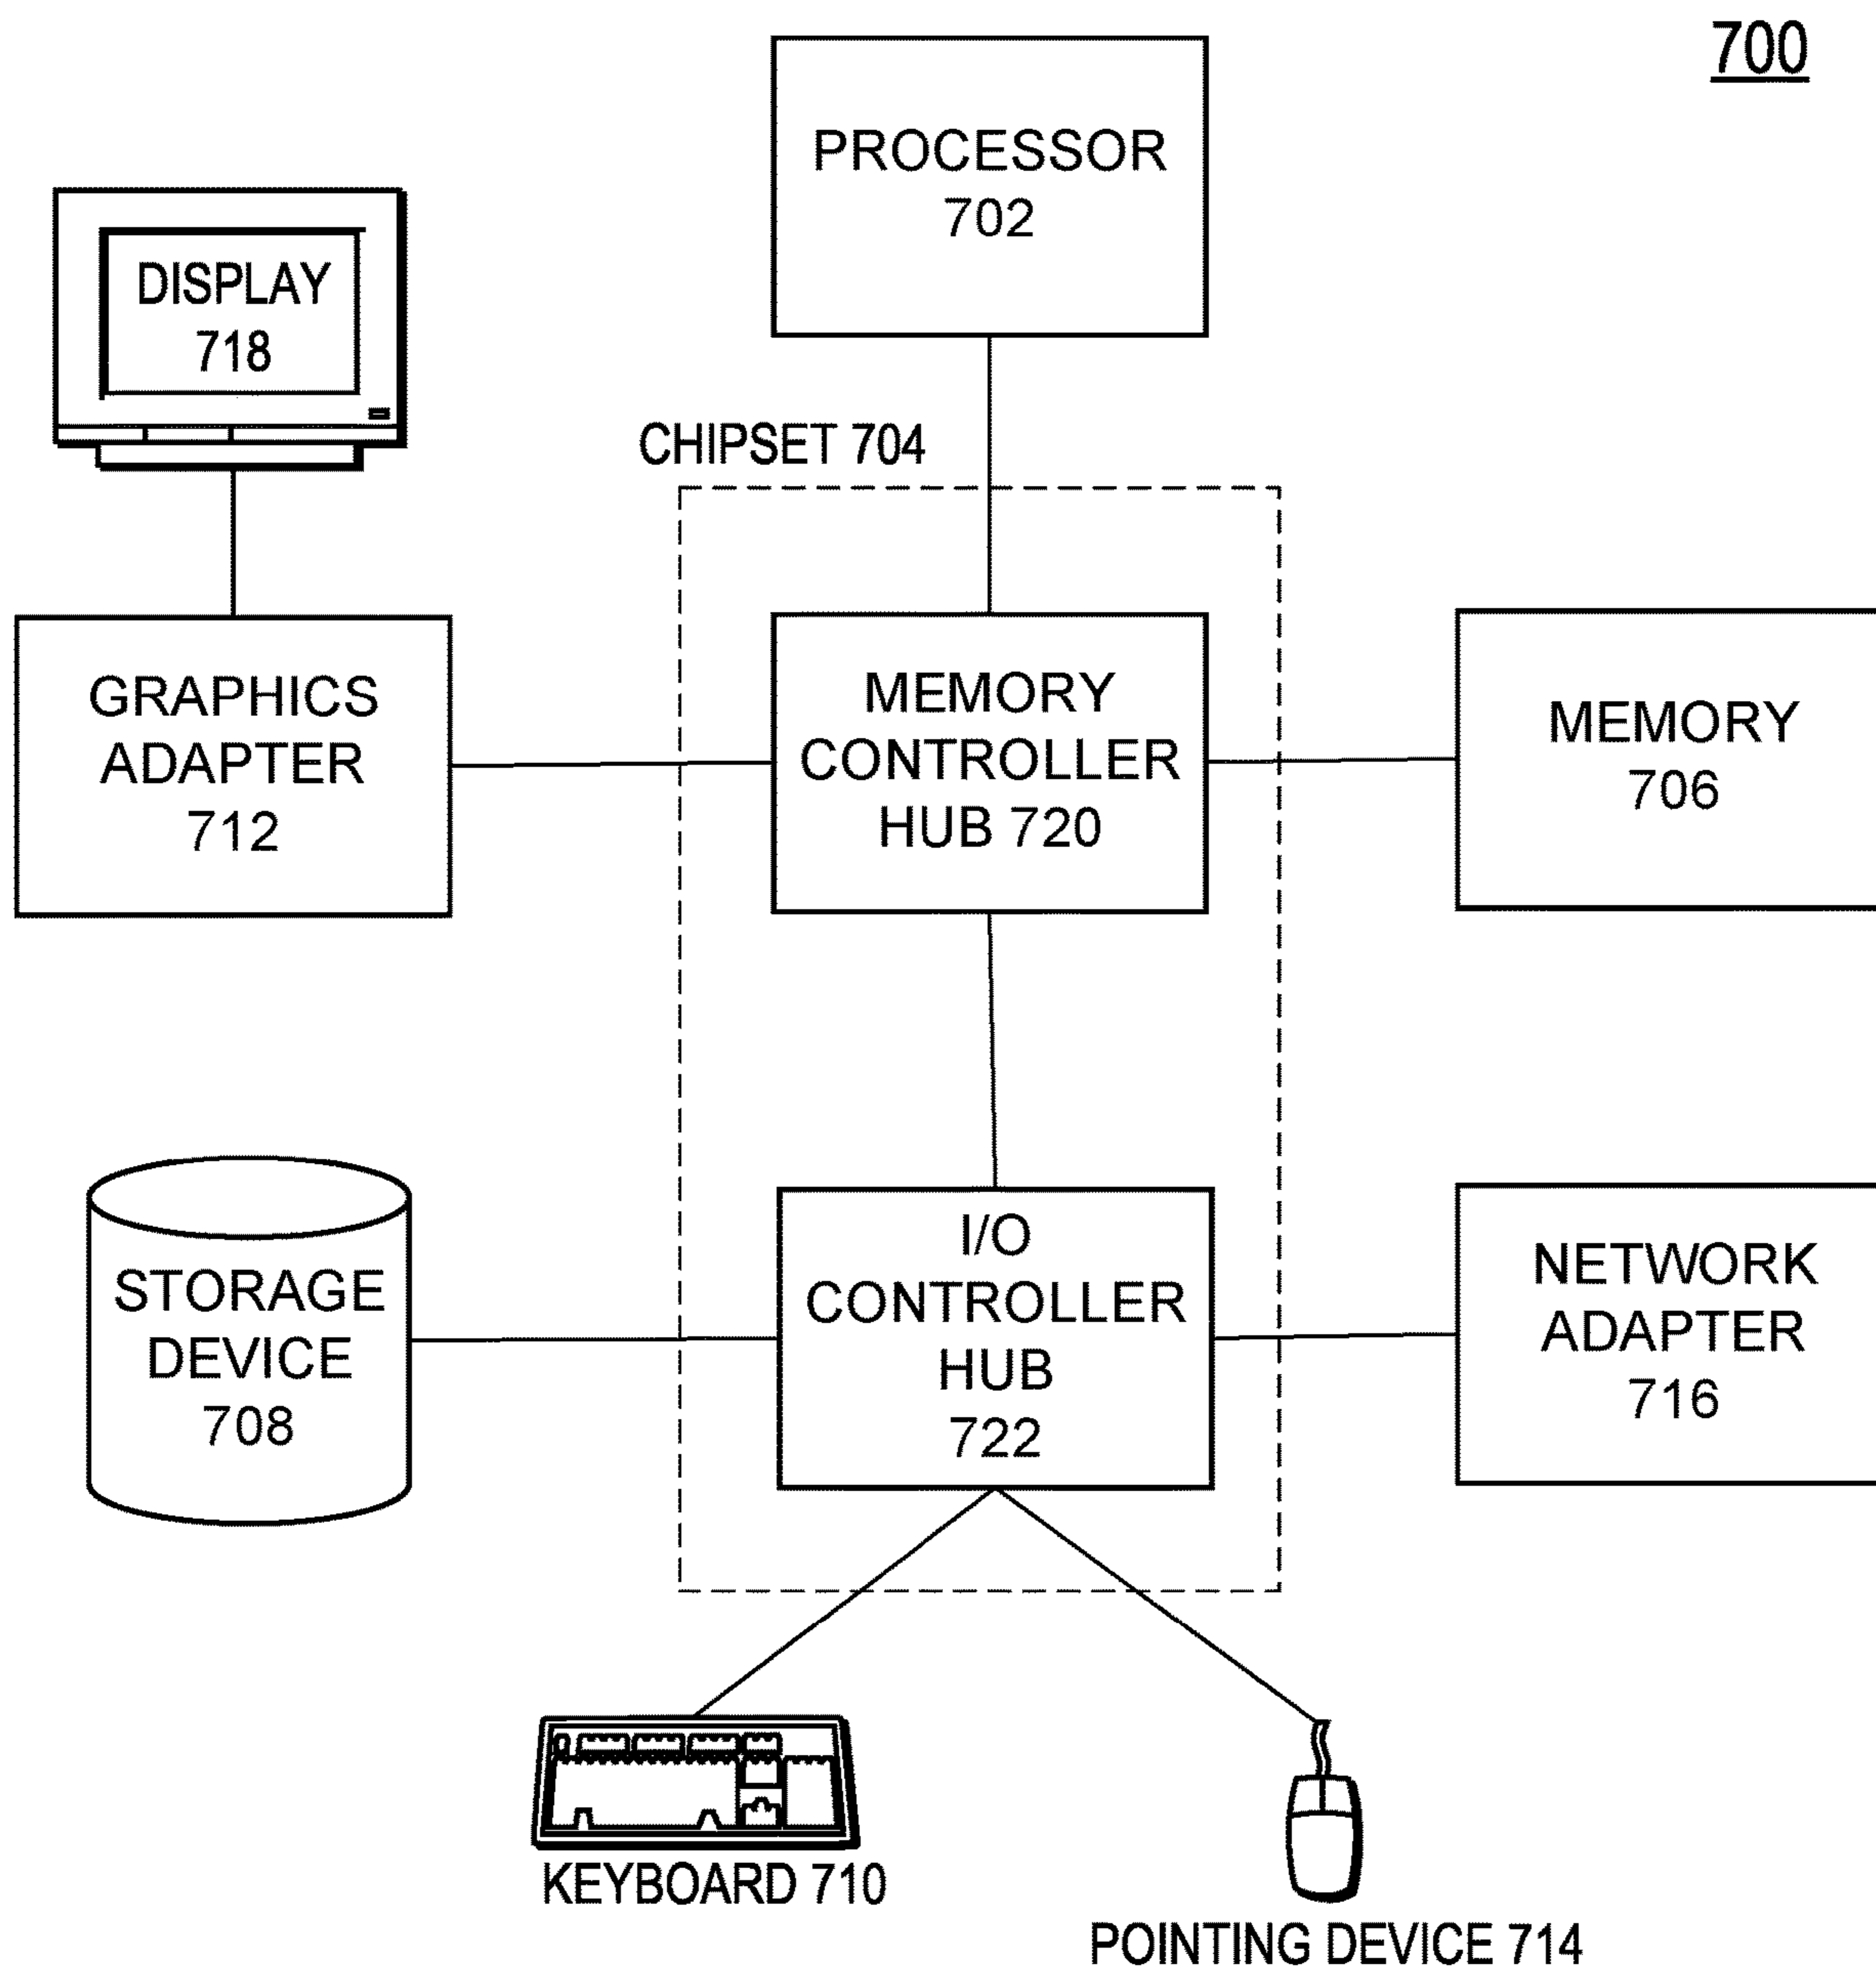 700
PROCESSOR
702
DISPLAY
718
CHIPSET 704
GRAPHICS
ADAPTER
712
MEMORY
CONTROLLER
HUB 720
MEMORY
706
STORAGE
DEVICE
708
I/O
CONTROLLER
HUB
722
NETWORK
ADAPTER
716
KEYBOARD 710
POINTING DEVICE 714